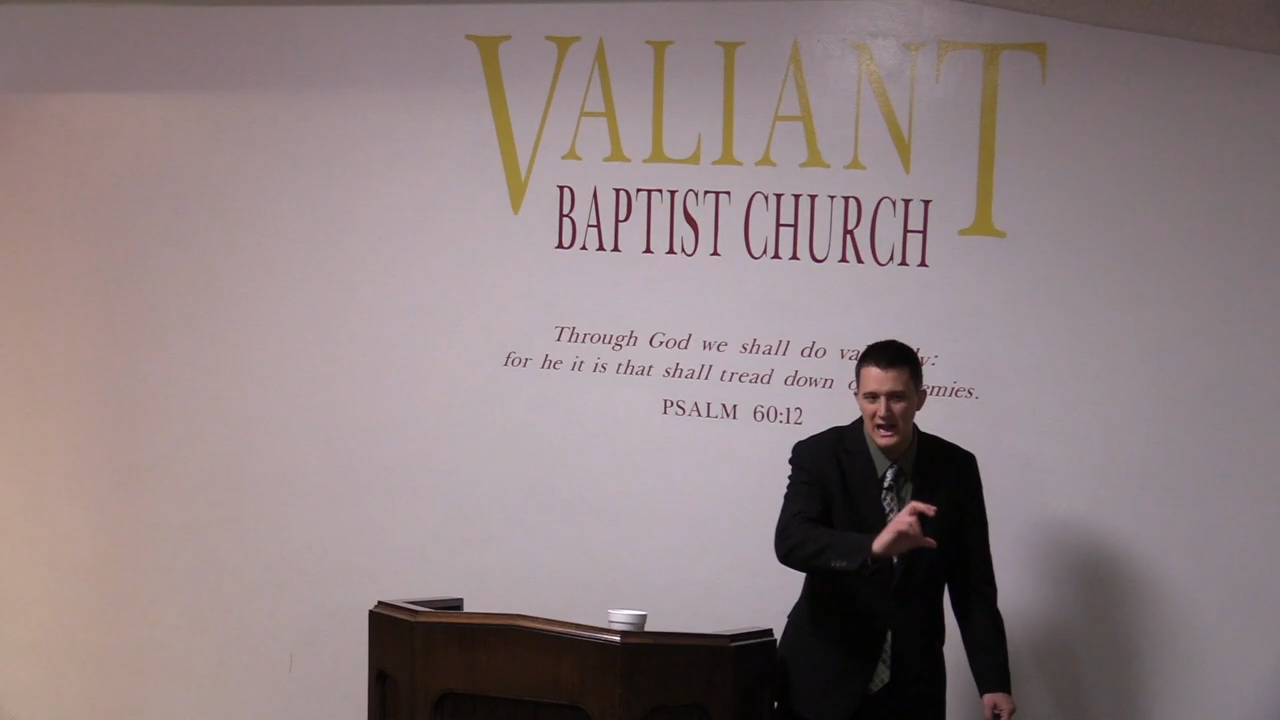 VALIANT
BAPTIST CHURCH
Through God we shall do
for he it is that shall tread down
PSALM 60:12